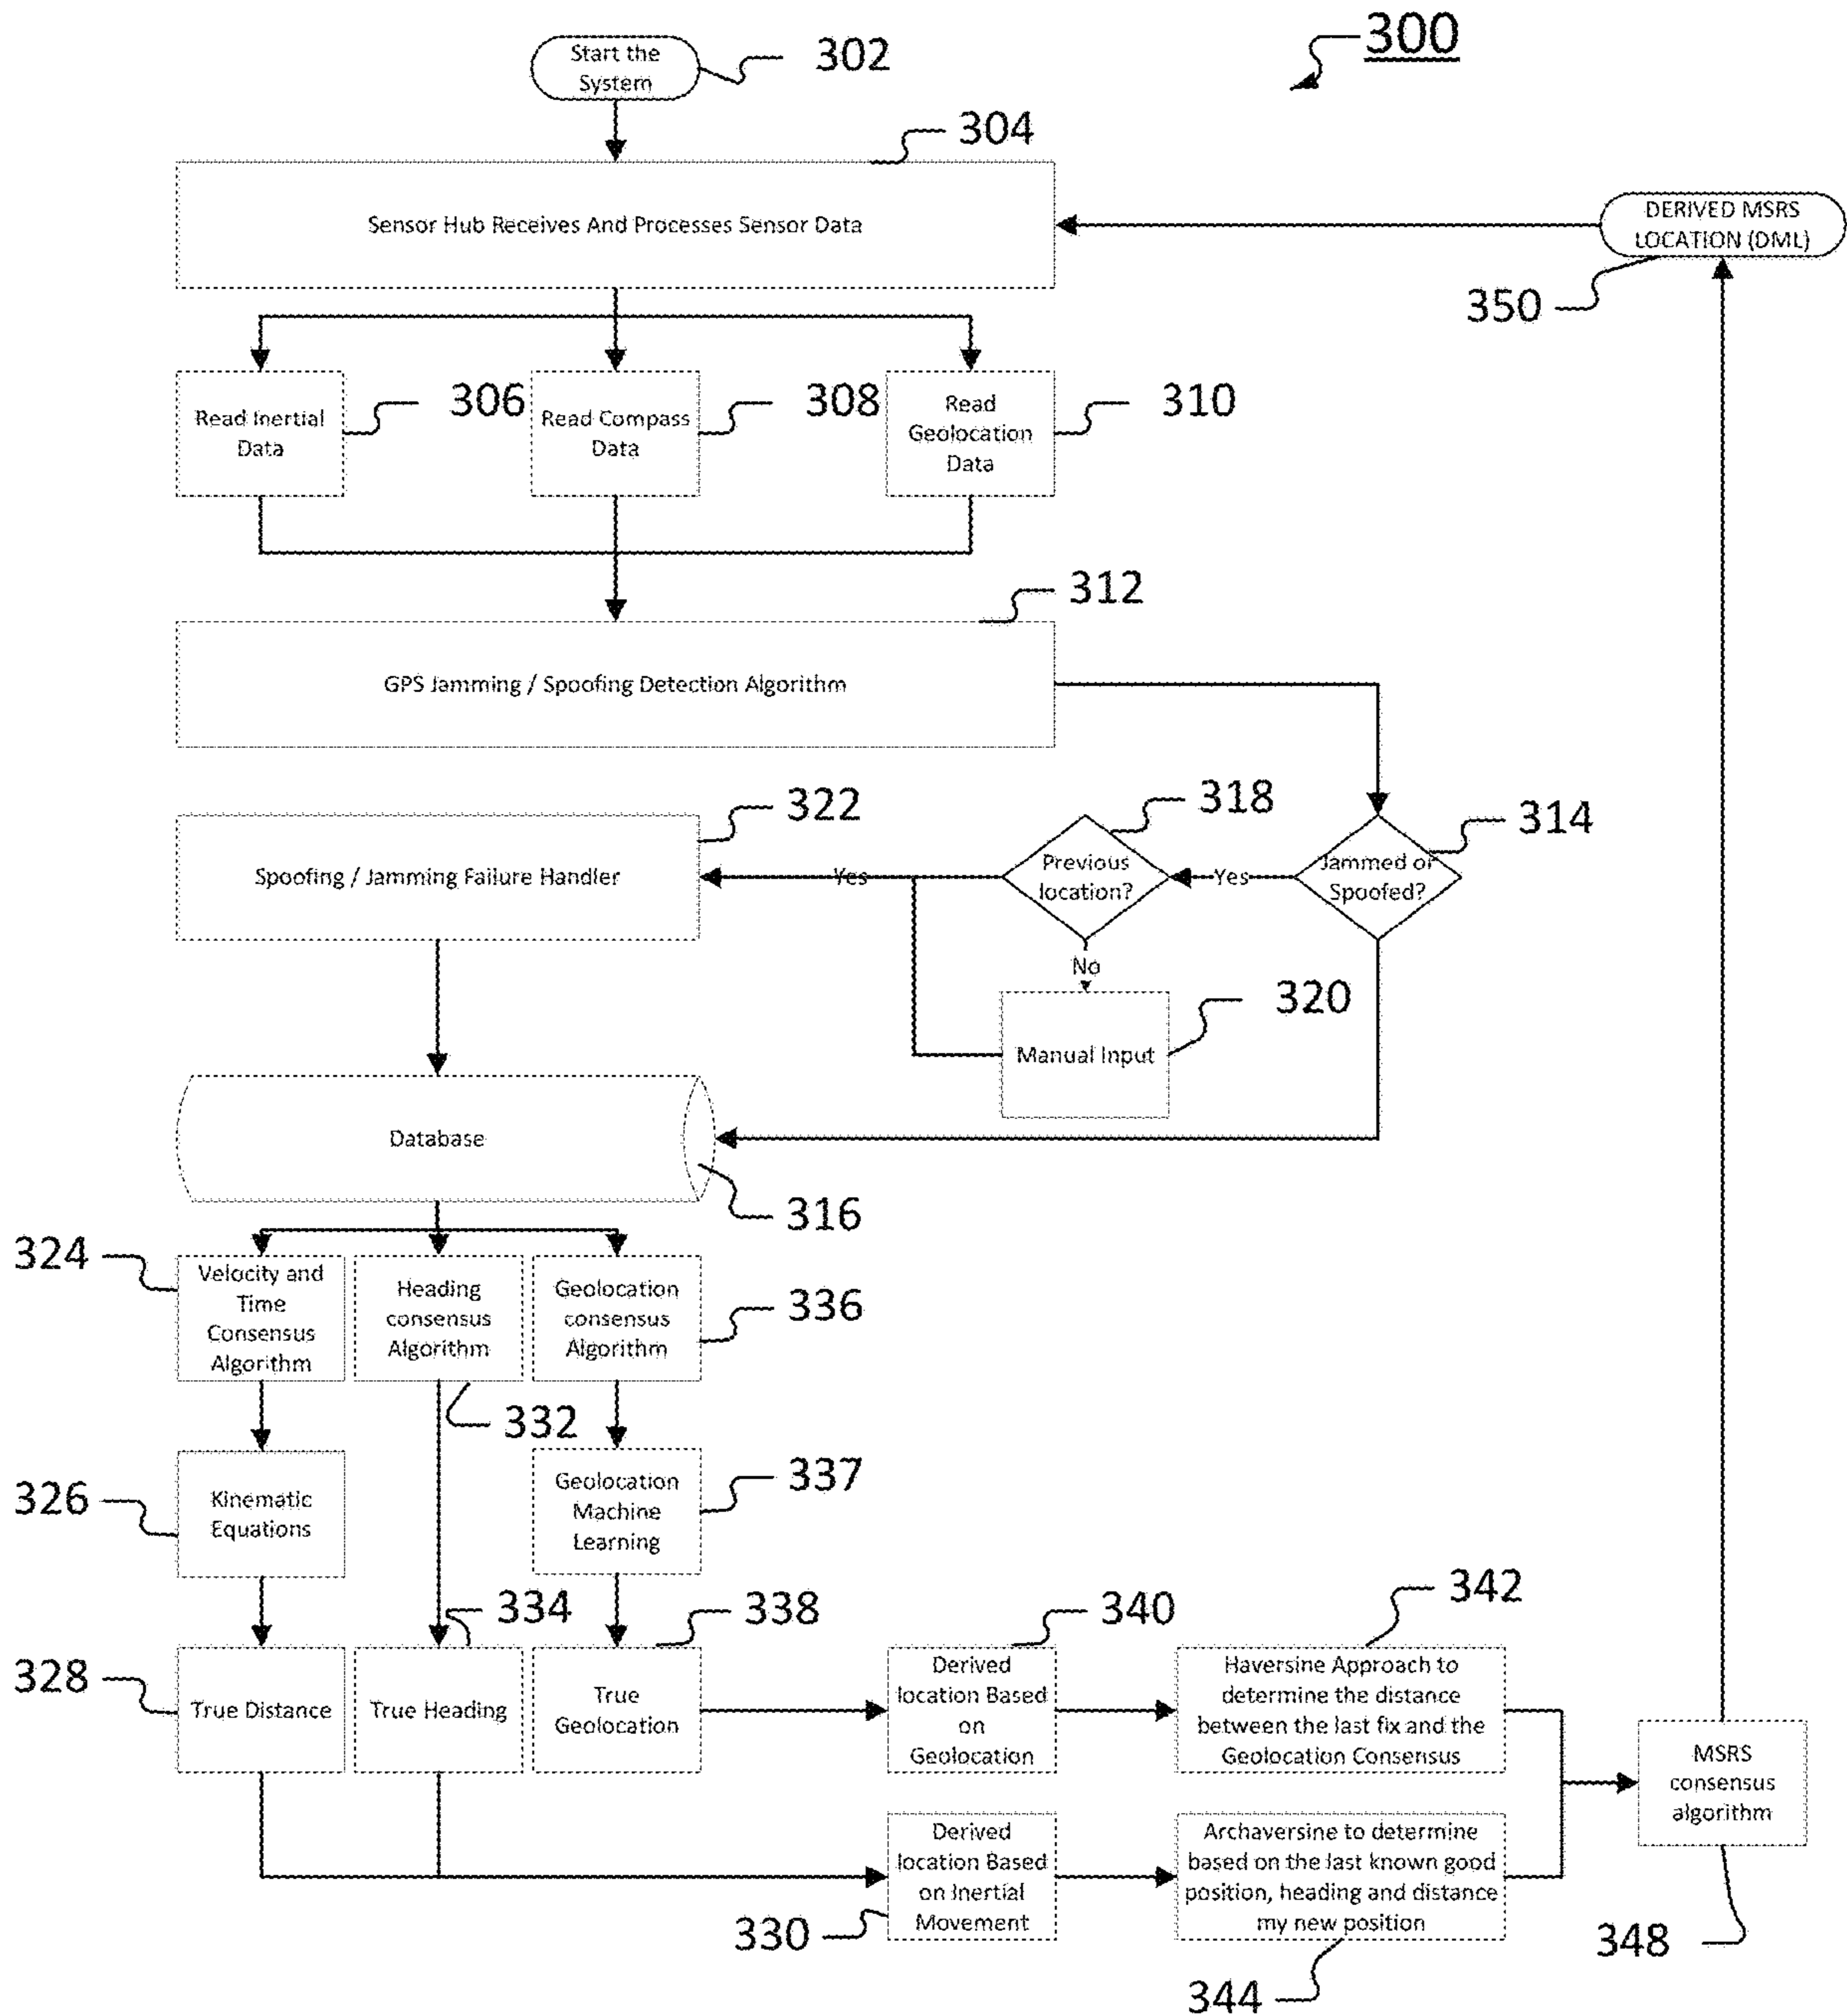 300
Start the
System
302
304
Sensor Hub Receives And Processes Sensor Data
DERIVED MSRS
LOCATION (DML)
350
Read Inertial
Data
306
Read Compass
Data
308
Read
Geolocation
Data
310
312
GPS Jamming / Spoofing Detection Algorithm
322
Spoofing / Jamming Failure Handler
Yes
318
Previous
location?
Yes
314
Jammed or
Spoofed?
No
320
Manual Input
Database
316
324
Velocity and
Time
Consensus
Algorithm
Heading
consensus
Algorithm
332
Geolocation
consensus
Algorithm
336
326
Kinematic
Equations
Geolocation
Machine
Learning
337
328
True Distance
334
True Heading
338
True
Geolocation
340
Derived
location Based
on
Geolocation
342
Haversine Approach to
determine the distance
between the last fix and the
Geolocation Consensus
MSRS
consensus
algorithm
348
Derived
location Based
on Inertial
Movement
330
Archaversine to determine
based on the last known good
position, heading and distance
my new position
344